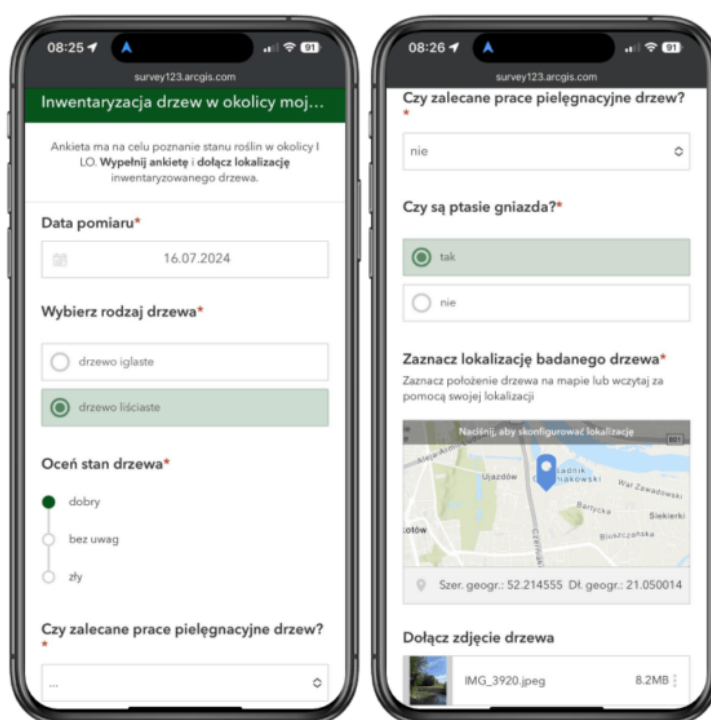 08:25
91
survey123.arcgis.com
Inwentaryzacja drzew w okolicy moj...
Ankieta ma na celu poznanie stanu roślin w okolicy I
LO. Wypełnij ankietę i dołącz lokalizację
inwentaryzowanego drzewa.
Data pomiaru*
16.07.2024
Wybierz rodzaj drzewa*
drzewo iglaste
drzewo liściaste
Oceń stan drzewa*
dobry
bez uwag
zły
Czy zalecane prace pielęgnacyjne drzew?
*
...
08:26
91
survey123.arcgis.com
Czy zalecane prace pielęgnacyjne drzew?
*
nie
Czy są ptasie gniazda?*
tak
nie
Zaznacz lokalizację badanego drzewa*
Zaznacz położenie drzewa na mapie lub wczytaj za
pomocą swojej lokalizacji
Naciśnij, aby skonfigurować lokalizację
801
Ujazdów
Wał Zawadowski
Bartycka
Siekierki
Bluszczańska
Szer. geogr.: 52.214555 Dł. geogr.: 21.050014
Dołącz zdjęcie drzewa
IMG_3920.jpeg
8.2MB